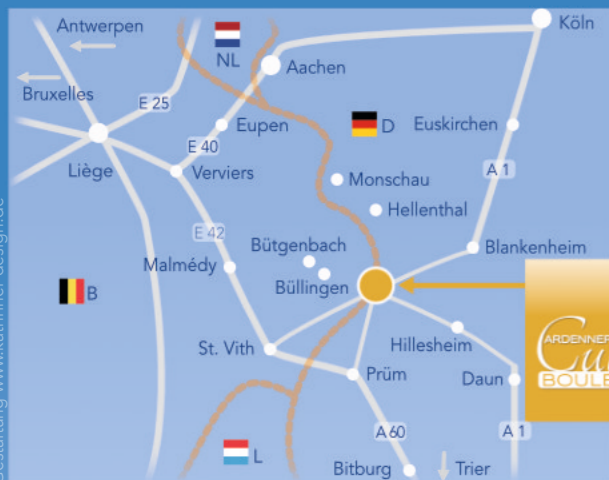 Antwerpen
Köln
NL
Aachen
Bruxelles
E 25
Eupen
D
Euskirchen
E 40
Liège
Verviers
A 1
Monschau
Hellenthal
E 42
Bütgenbach
Blankenheim
Malmédy
Büllingen
B
ARDENNER
Cu
BOULE
St. Vith
Hillesheim
Prüm
Daun
A 60
A 1
L
Bitburg
Trier